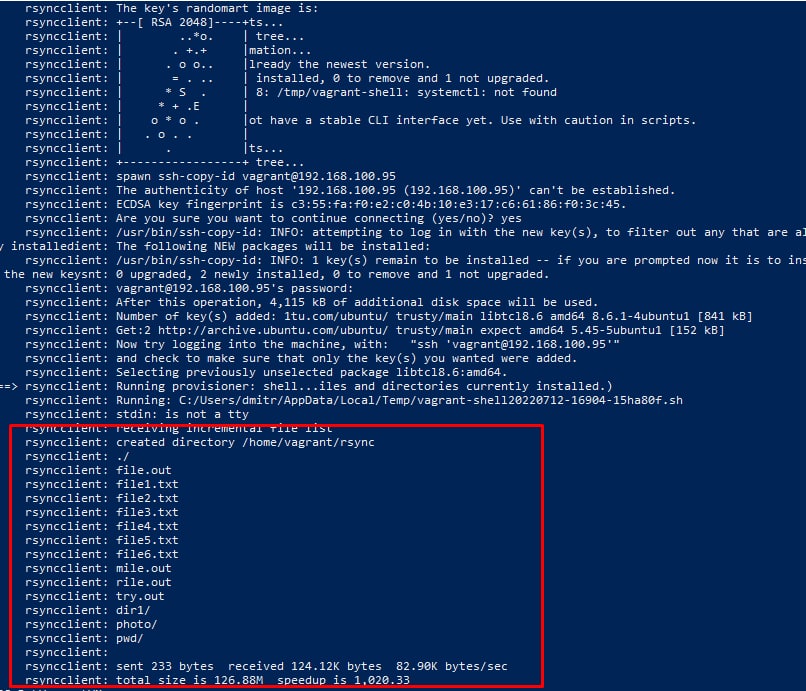 rsyncclient: The key's randomart image is:
rsyncclient: +--[ RSA 2048]----+ts...
rsyncclient: |        ..*o.    | tree...
rsyncclient: |       . +.+     |mation...
rsyncclient: |      . o o..    |lready the newest version.
rsyncclient: |       = . ..    | installed, 0 to remove and 1 not upgraded.
rsyncclient: |      * S  .     | 8: /tmp/vagrant-shell: systemctl: not found
rsyncclient: |     * + .E      |
rsyncclient: |    o * o .      |ot have a stable CLI interface yet. Use with caution in scripts.
rsyncclient: |   . o . .       |
rsyncclient: |      .          |ts...
rsyncclient: +-----------------+ tree...
rsyncclient: spawn ssh-copy-id vagrant@192.168.100.95
rsyncclient: The authenticity of host '192.168.100.95 (192.168.100.95)' can't be established.
rsyncclient: ECDSA key fingerprint is c3:55:fa:f0:e2:c0:4b:10:e3:17:c6:61:86:f0:3c:45.
rsyncclient: Are you sure you want to continue connecting (yes/no)? yes
rsyncclient: /usr/bin/ssh-copy-id: INFO: attempting to log in with the new key(s), to filter out any that are al
y installedient: The following NEW packages will be installed:
rsyncclient: /usr/bin/ssh-copy-id: INFO: 1 key(s) remain to be installed -- if you are prompted now it is to ins
the new keysnt: 0 upgraded, 2 newly installed, 0 to remove and 1 not upgraded.
rsyncclient: vagrant@192.168.100.95's password:
rsyncclient: After this operation, 4,115 kB of additional disk space will be used.
rsyncclient: Number of key(s) added: 1tu.com/ubuntu/ trusty/main libtcl8.6 amd64 8.6.1-4ubuntu1 [841 kB]
rsyncclient: Get:2 http://archive.ubuntu.com/ubuntu/ trusty/main expect amd64 5.45-5ubuntu1 [152 kB]
rsyncclient: Now try logging into the machine, with:   "ssh 'vagrant@192.168.100.95'"
rsyncclient: and check to make sure that only the key(s) you wanted were added.
rsyncclient: Selecting previously unselected package libtcl8.6:amd64.
==> rsyncclient: Running provisioner: shell...iles and directories currently installed.)
rsyncclient: Running: C:/Users/dmitr/AppData/Local/Temp/vagrant-shell20220712-16904-15ha80f.sh
rsyncclient: stdin: is not a tty
rsyncclient: receiving incremental file list
rsyncclient: created directory /home/vagrant/rsync
rsyncclient: ./
rsyncclient: file.out
rsyncclient: file1.txt
rsyncclient: file2.txt
rsyncclient: file3.txt
rsyncclient: file4.txt
rsyncclient: file5.txt
rsyncclient: file6.txt
rsyncclient: mile.out
rsyncclient: rile.out
rsyncclient: try.out
rsyncclient: dir1/
rsyncclient: photo/
rsyncclient: pwd/
rsyncclient:
rsyncclient: sent 233 bytes  received 124.12K bytes  82.90K bytes/sec
rsyncclient: total size is 126.88M  speedup is 1,020.33